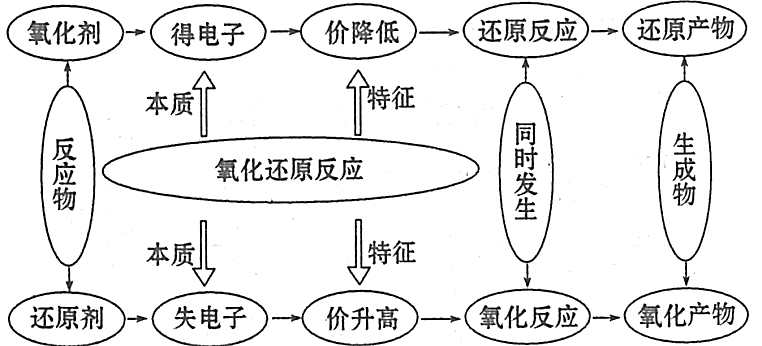 氧化剂 得电子 价降低 还原反应 还原产物
本质 特征
反应物 氧化还原反应 同时发生 生成物
本质 特征
还原剂 失电子 价升高 氧化反应 氧化产物